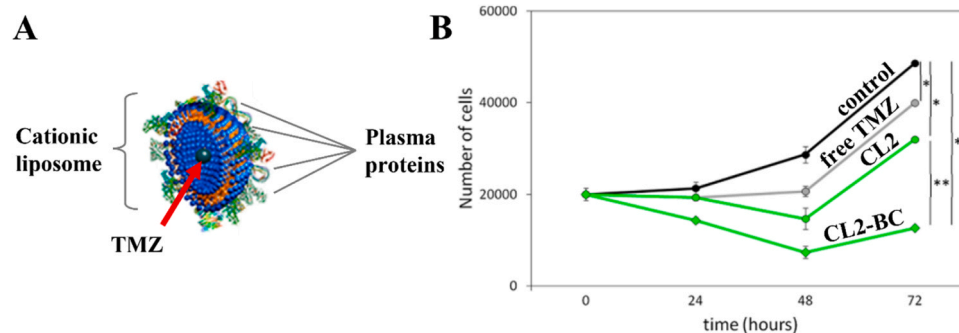 A
Cationic
liposome
TMZ
Plasma
proteins
B
Number of cells
60000
40000
20000
0
0
24
48
72
time (hours)
control
free TMZ
CL2
CL2-BC
*
*
**
*